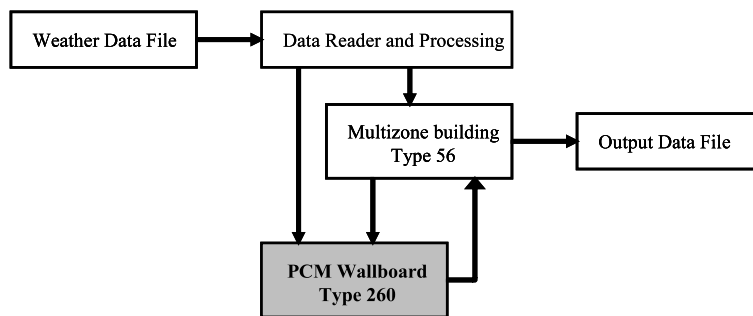 Weather Data File
Data Reader and Processing
Multizone building
Type 56
Output Data File
PCM Wallboard
Type 260